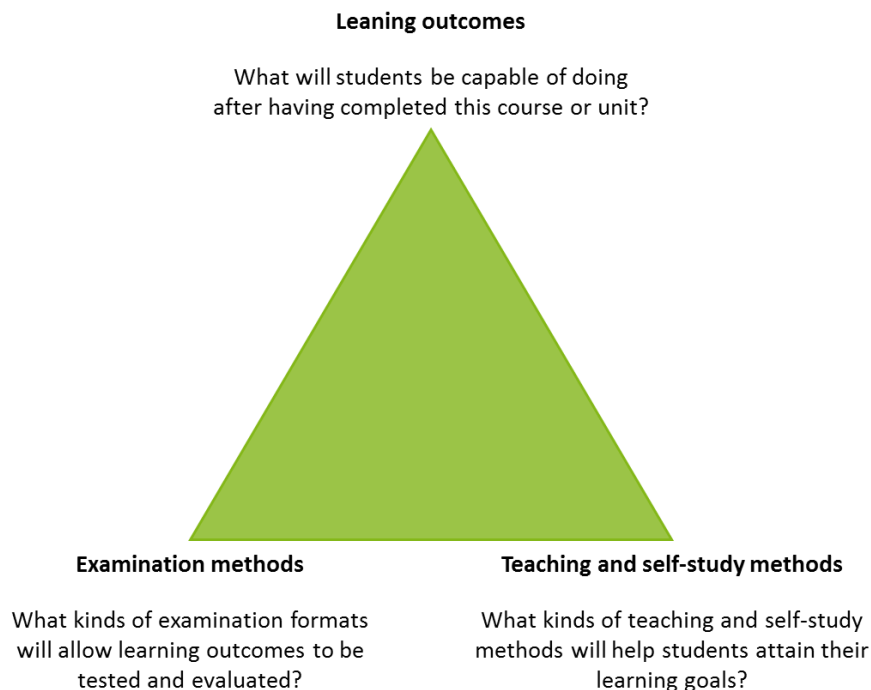 Leaning outcomes
What will students be capable of doing
after having completed this course or unit?
Examination methods
What kinds of examination formats
will allow learning outcomes to be
tested and evaluated?
Teaching and self-study methods
What kinds of teaching and self-study
methods will help students attain their
learning goals?